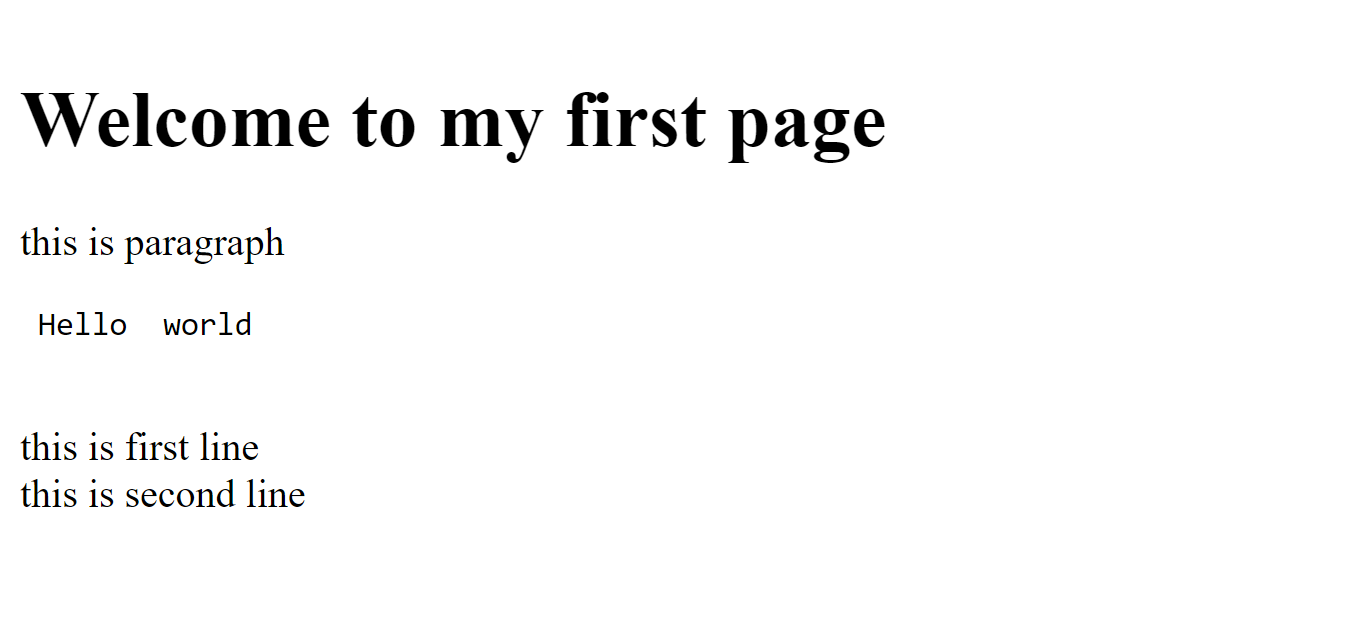 Welcome to my first page
this is paragraph
Hello  world
this is first line
this is second line